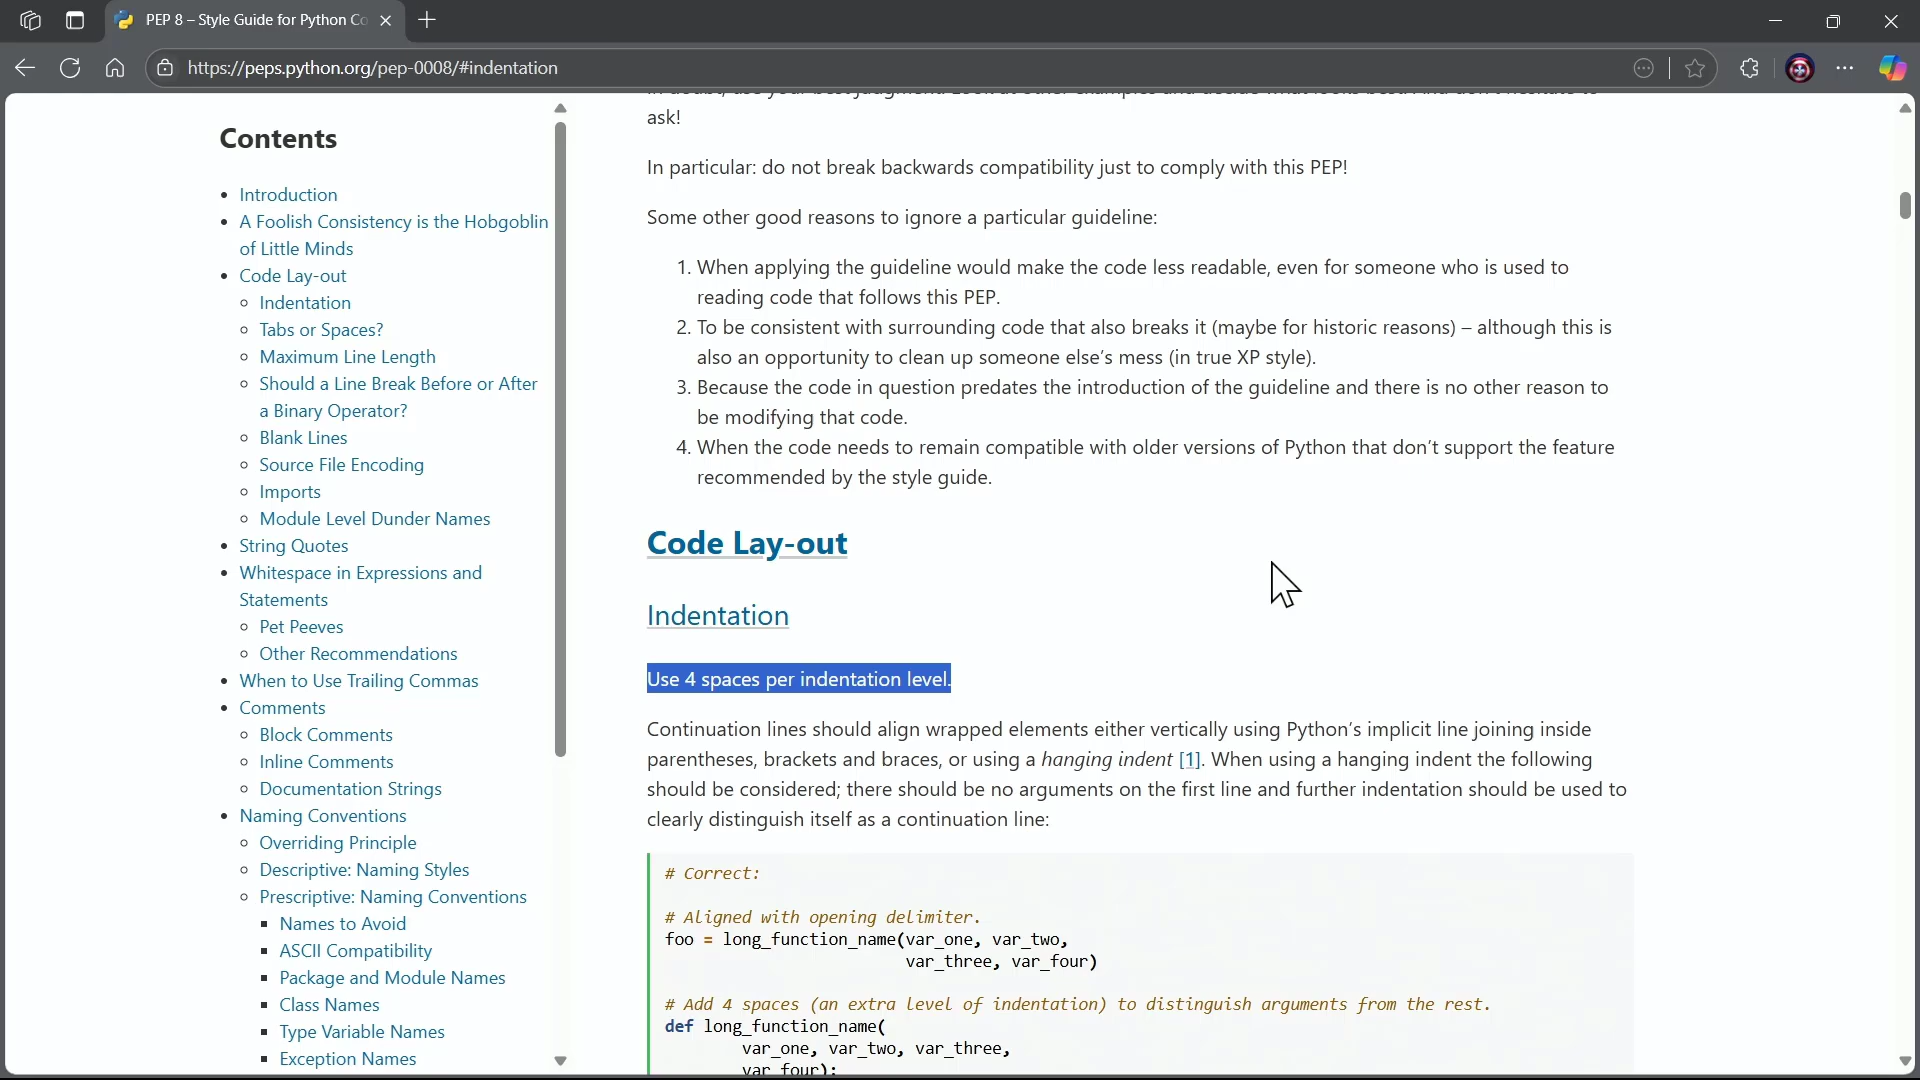 PEP 8 – Style Guide for Python Co
https://peps.python.org/pep-0008/#indentation
Contents
Introduction
A Foolish Consistency is the Hobgoblin
of Little Minds
Code Lay-out
Indentation
Tabs or Spaces?
Maximum Line Length
Should a Line Break Before or After
a Binary Operator?
Blank Lines
Source File Encoding
Imports
Module Level Dunder Names
String Quotes
Whitespace in Expressions and
Statements
Pet Peeves
Other Recommendations
When to Use Trailing Commas
Comments
Block Comments
Inline Comments
Documentation Strings
Naming Conventions
Overriding Principle
Descriptive: Naming Styles
Prescriptive: Naming Conventions
Names to Avoid
ASCII Compatibility
Package and Module Names
Class Names
Type Variable Names
Exception Names
ask!
In particular: do not break backwards compatibility just to comply with this PEP!
Some other good reasons to ignore a particular guideline:
1. When applying the guideline would make the code less readable, even for someone who is used to
reading code that follows this PEP.
2. To be consistent with surrounding code that also breaks it (maybe for historic reasons) – although this is
also an opportunity to clean up someone else's mess (in true XP style).
3. Because the code in question predates the introduction of the guideline and there is no other reason to
be modifying that code.
4. When the code needs to remain compatible with older versions of Python that don't support the feature
recommended by the style guide.
Code Lay-out
Indentation
Use 4 spaces per indentation level.
Continuation lines should align wrapped elements either vertically using Python's implicit line joining inside
parentheses, brackets and braces, or using a hanging indent [1]. When using a hanging indent the following
should be considered; there should be no arguments on the first line and further indentation should be used to
clearly distinguish itself as a continuation line:
# Correct:
# Aligned with opening delimiter.
foo = long_function_name(var_one, var_two,
var_three, var_four)
# Add 4 spaces (an extra level of indentation) to distinguish arguments from the rest.
def long_function_name(
var_one, var_two, var_three,
var_four):